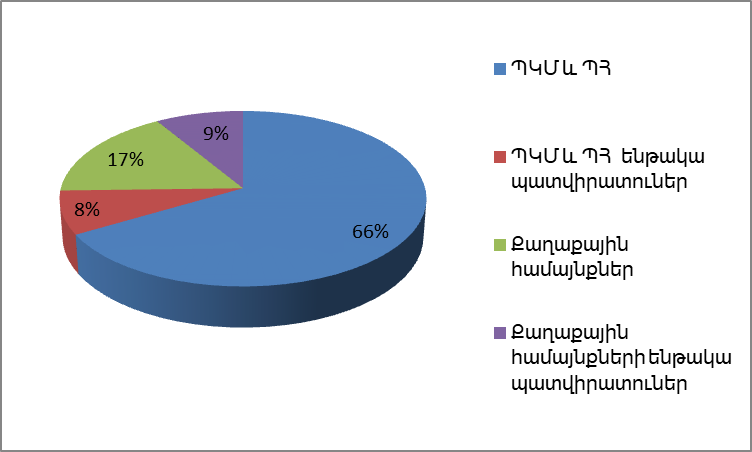 9%
17%
8%
66%
ՊԿՄ և ՊՀ
ՊԿՄ և ՊՀ ենթակա
պատվիրատուներ
Քաղաքային
համայնքներ
Քաղաքային
համայնքների ենթակա
պատվիրատուներ